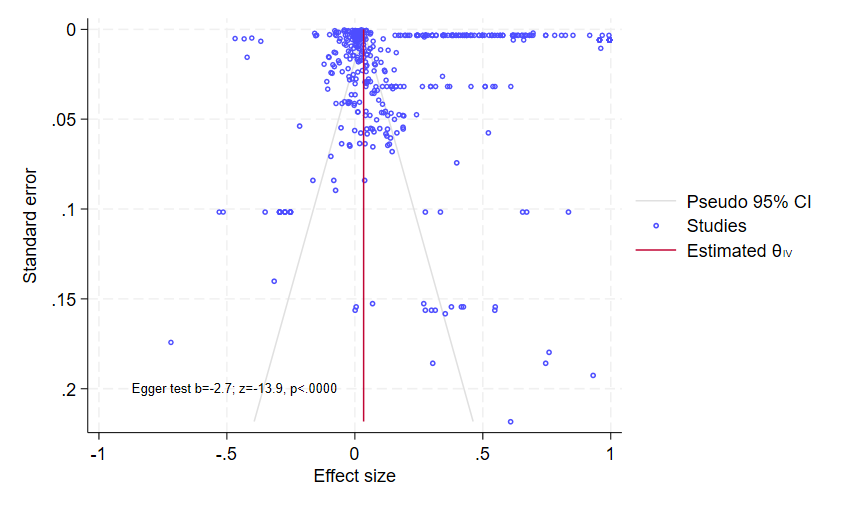 0
.05
.1
.15
.2
Standard error
Egger test b=-2.7; z=-13.9, p<.0000
-1
-.5
0
.5
1
Effect size
Pseudo 95% CI
Studies
Estimated θIV